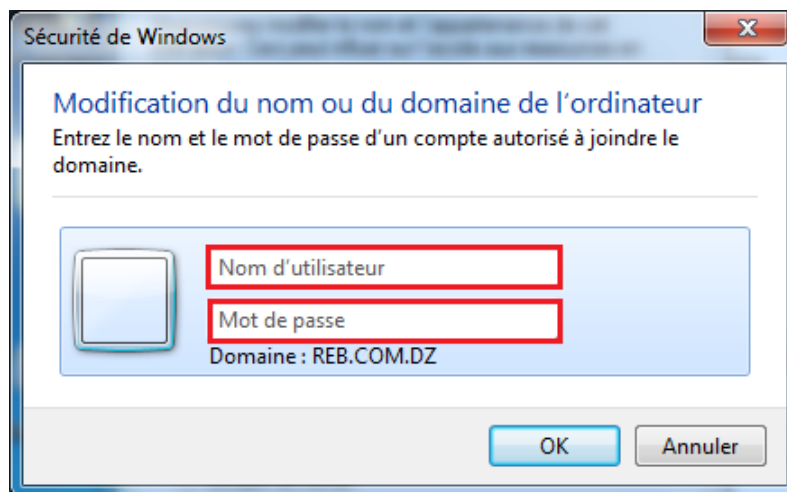 Sécurité de Windows
Modification du nom ou du domaine de l'ordinateur
Entrez le nom et le mot de passe d'un compte autorisé à joindre le
domaine.
Nom d'utilisateur
Mot de passe
Domaine : REB.COM.DZ
OK Annuler